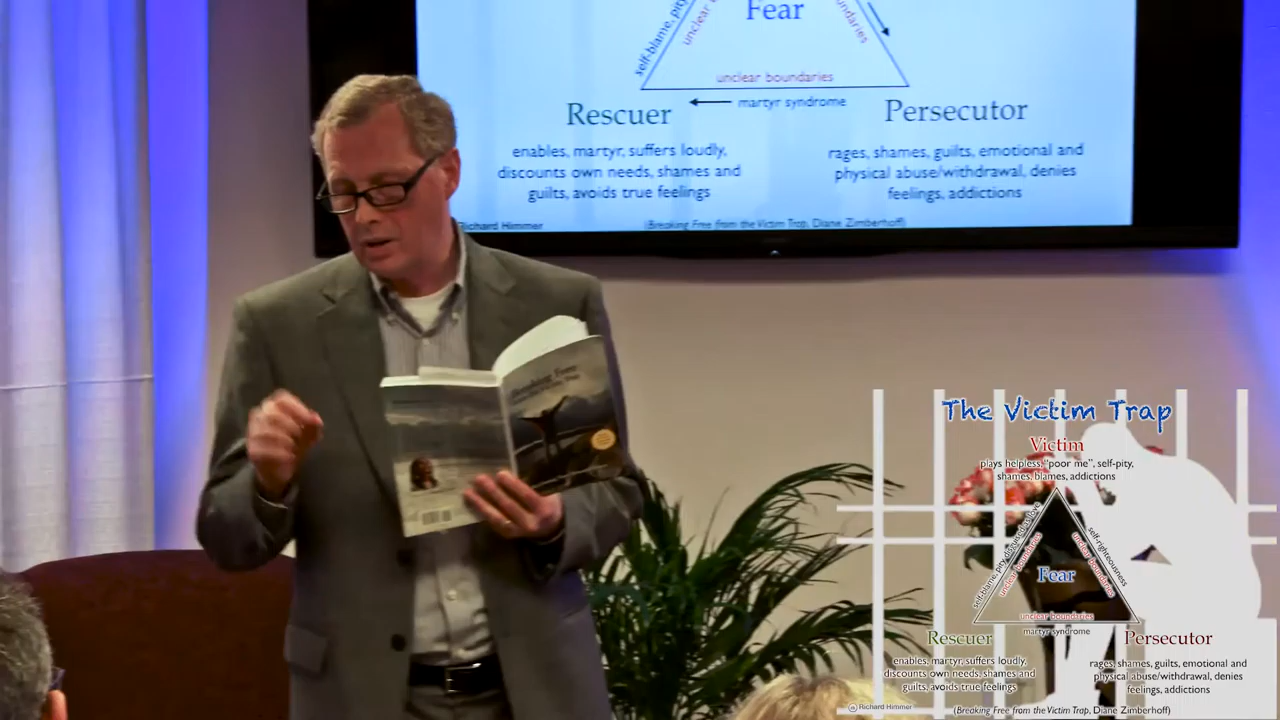 self-blame, pity
unclear
Fear
boundaries
unclear boundaries
Rescuer
martyr syndrome
Persecutor
enables, martyr, suffers loudly,
discounts own needs, shames and
guilts, avoids true feelings
rages, shames, guilts, emotional and
physical abuse/withdrawal, denies
feelings, addictions
Richard Himmer
(Breaking Free from the Victim Trap, Diane Zimberhoff)
Breaking Free
The Victim Trap
Victim
plays helpless, "poor me", self-pity,
shames, blames, addictions
self-blame, pity disguised as love
unclear boundaries
self-righteousness
unclear boundaries
Fear
unclear boundaries
martyr syndrome
Rescuer
Persecutor
enables, martyr, suffers loudly,
discounts own needs, shames and
guilts, avoids true feelings
rages, shames, guilts, emotional and
physical abuse/withdrawal, denies
feelings, addictions
© Richard Himmer
(Breaking Free from the Victim Trap, Diane Zimberhoff)